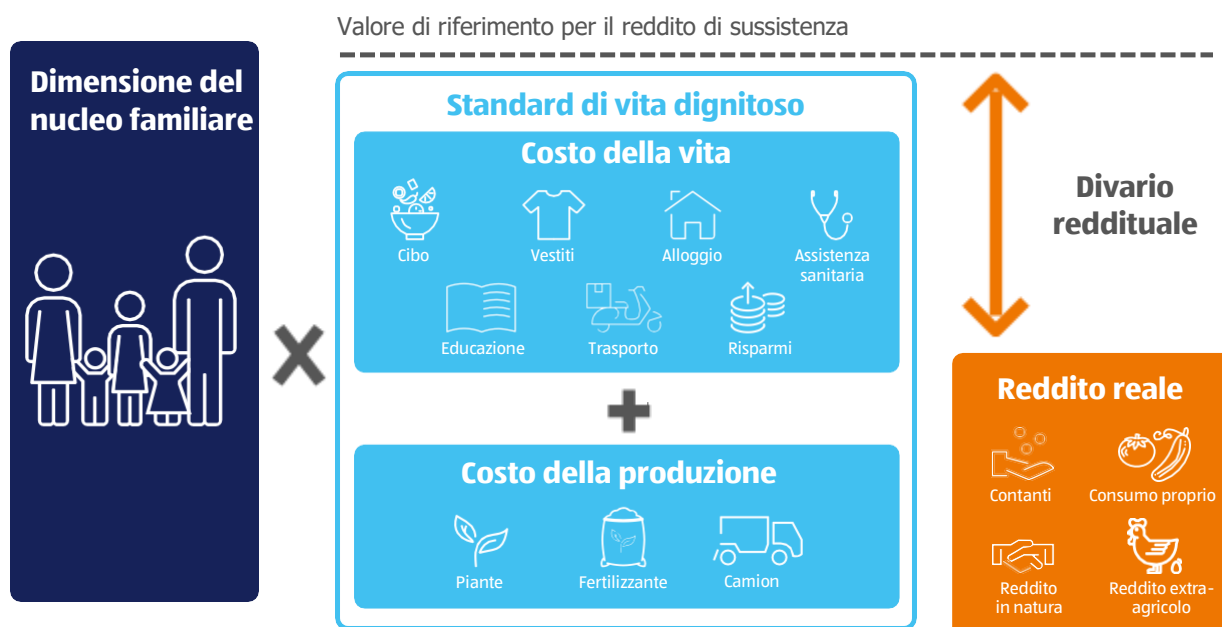 Valore di riferimento per il reddito di sussistenza
Dimensione del
nucleo familiare
Standard di vita dignitoso
Costo della vita
Cibo
Vestiti
Alloggio
Assistenza
sanitaria
Educazione
Trasporto
Risparmi
Costo della produzione
Piante
Fertilizzante
Camion
Divario
reddituale
Reddito reale
Contanti
Consumo proprio
Reddito
in natura
Reddito extra-
agricolo